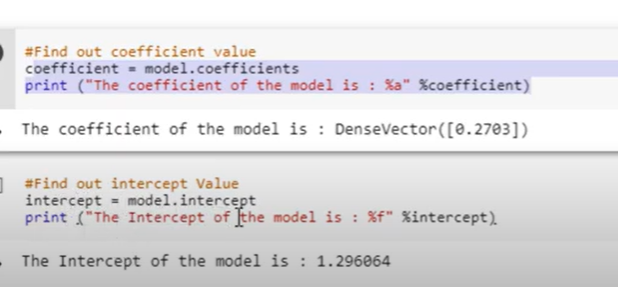 #Find out coefficient value
coefficient = model.coefficients
print ("The coefficient of the model is : %a" %coefficient)
The coefficient of the model is : DenseVector([0.2703])
#Find out intercept Value
intercept = model.intercept
print ("The Intercept of the model is : %f" %intercept)
The Intercept of the model is : 1.296064